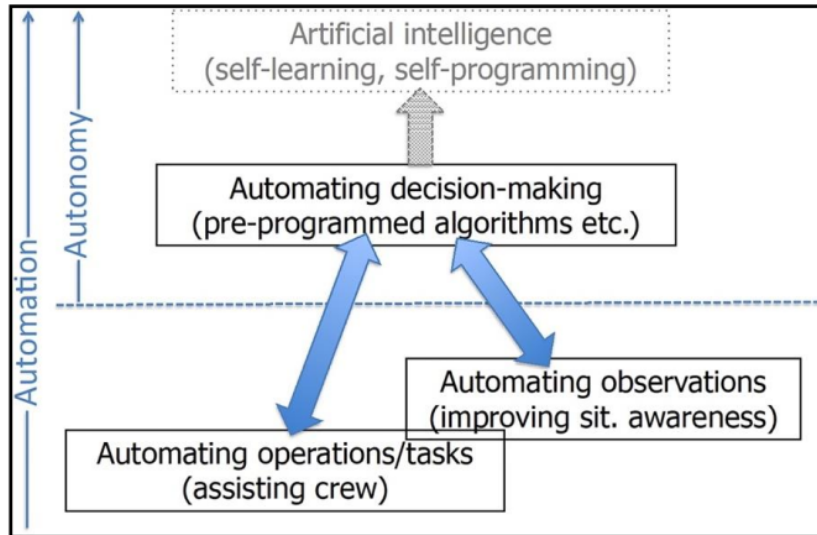 Artificial intelligence
(self-learning, self-programming)
Autonomy
Automating decision-making
(pre-programmed algorithms etc.)
Automation
Automating observations
(improving sit. awareness)
Automating operations/tasks
(assisting crew)